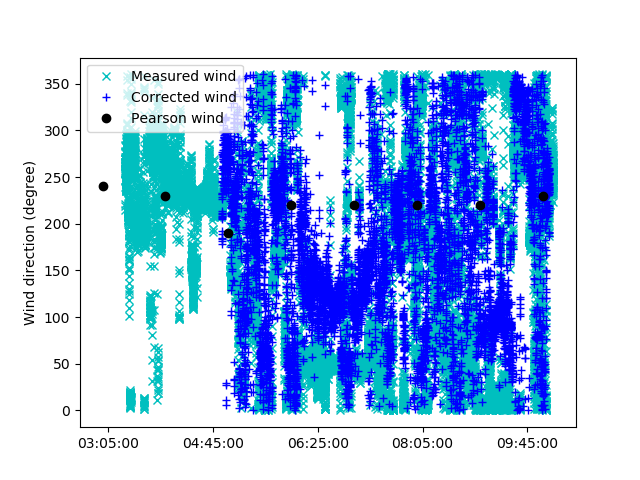 Measured wind
Corrected wind
Pearson wind
Wind direction (degree)
350
300
250
200
150
100
50
0
03:05:00 04:45:00 06:25:00 08:05:00 09:45:00